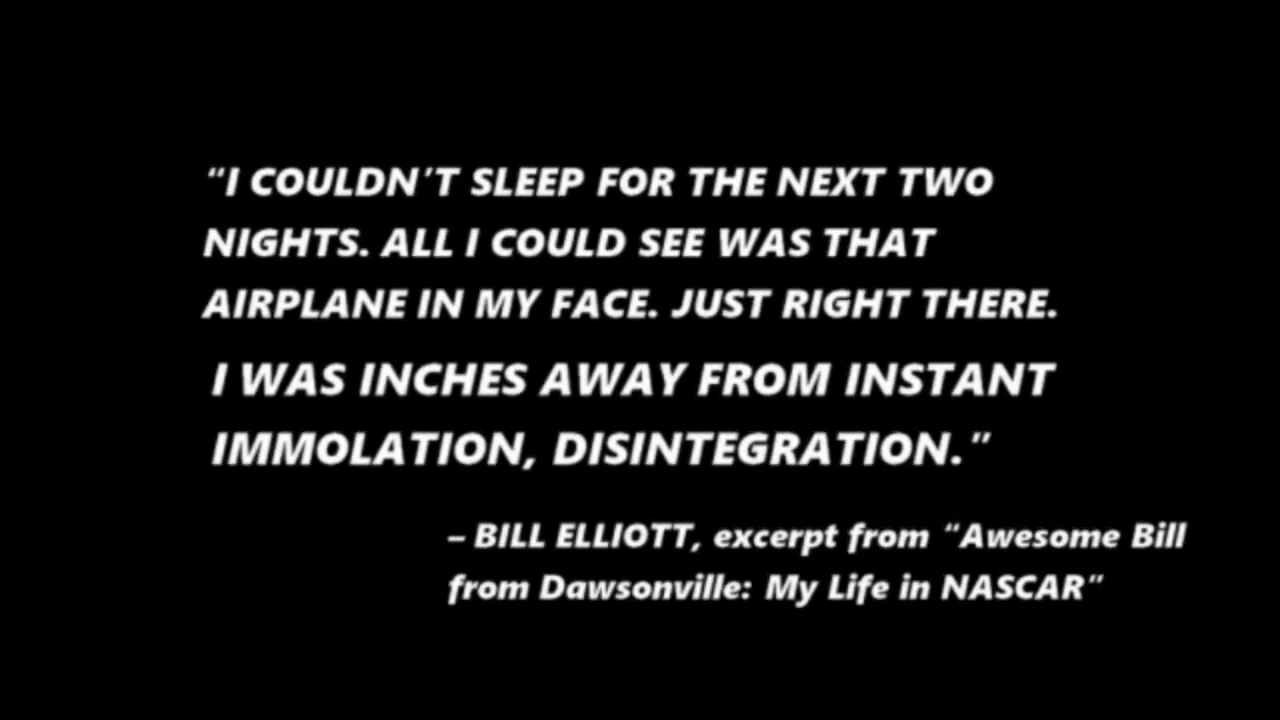 “I COULDN’T SLEEP FOR THE NEXT TWO
NIGHTS. ALL I COULD SEE WAS THAT
AIRPLANE IN MY FACE. JUST RIGHT THERE.
I WAS INCHES AWAY FROM INSTANT
IMMOLATION, DISINTEGRATION.”
– BILL ELLIOTT, excerpt from “Awesome Bill
from Dawsonville: My Life in NASCAR”